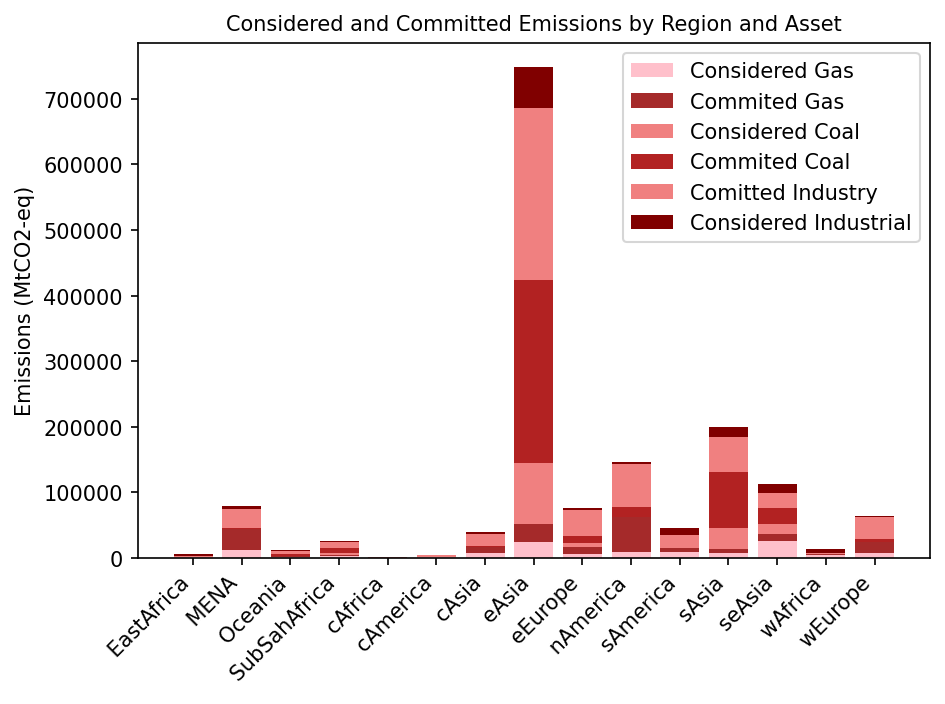 Considered and Committed Emissions by Region and Asset
Considered Gas
Commited Gas
Considered Coal
Commited Coal
Comitted Industry
Considered Industrial
Emissions (MtCO2-eq)
700000
600000
500000
400000
300000
200000
100000
0
EastAfrica
MENA
Oceania
SubSahAfrica
cAfrica
cAmerica
cAsia
eAsia
eEurope
nAmerica
sAmerica
sAsia
seAsia
wAfrica
wEurope